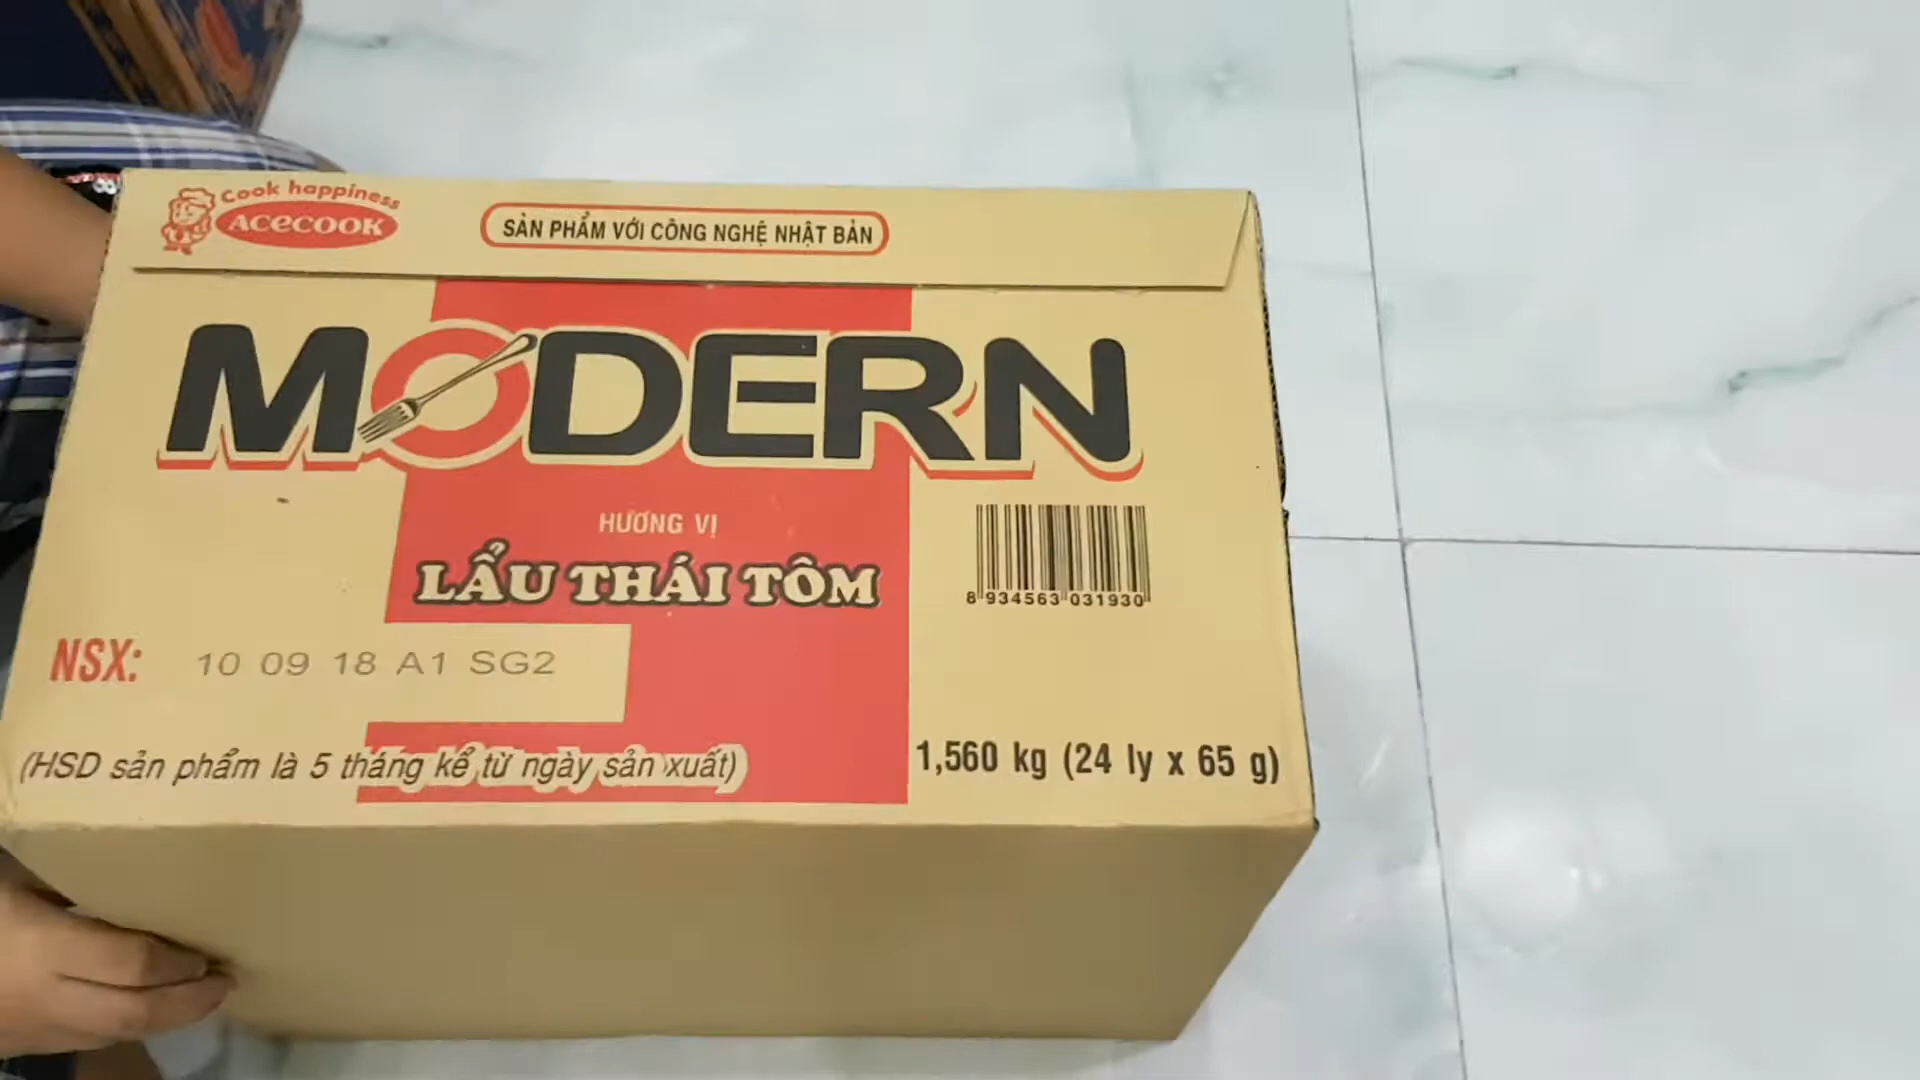 Cook happiness
ACECOOK
SẢN PHẨM VỚI CÔNG NGHỆ NHẬT BẢN
MODERN
HƯƠNG VỊ
LẨU THÁI TÔM
8 934563 031930
NSX: 10 09 18 A1 SG2
(HSD sản phẩm là 5 tháng kể từ ngày sản xuất)
1,560 kg (24 ly x 65 g)